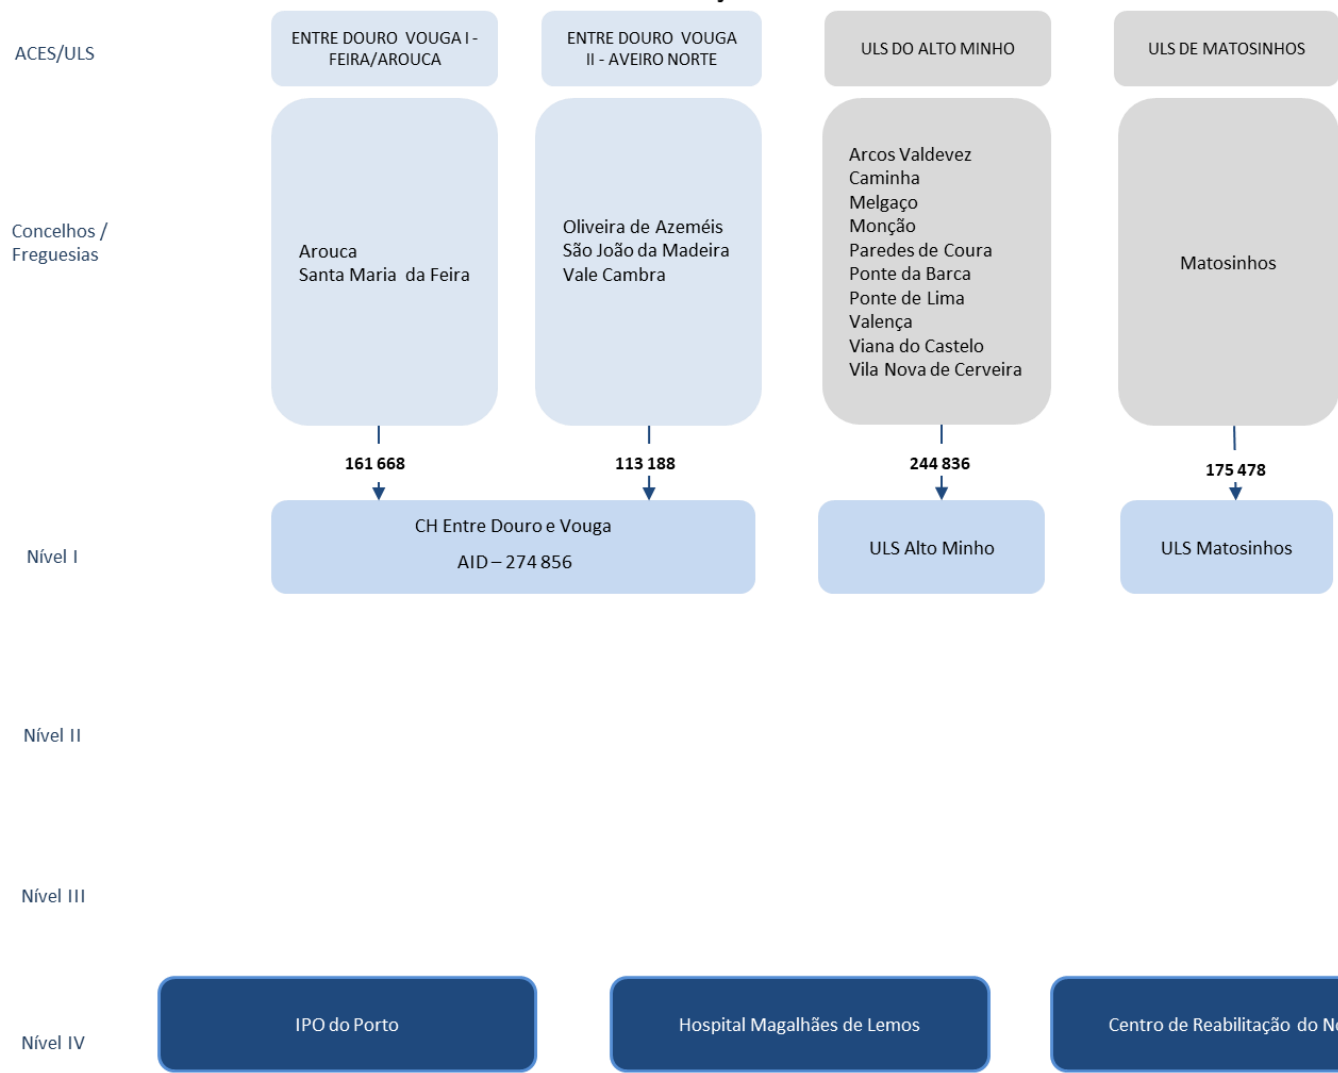 ACES/ULS
ENTRE DOURO VOUGA I -
FEIRA/AROUCA
ENTRE DOURO VOUGA
II - AVEIRO NORTE
ULS DO ALTO MINHO
ULS DE MATOSINHOS
Concelhos /
Freguesias
Arouca
Santa Maria da Feira
Oliveira de Azeméis
São João da Madeira
Vale Cambra
Arcos Valdevez
Caminha
Melgaço
Monção
Paredes de Coura
Ponte da Barca
Ponte de Lima
Valença
Viana do Castelo
Vila Nova de Cerveira
Matosinhos
161 668
113 188
244 836
175 478
Nível I
CH Entre Douro e Vouga
AID – 274 856
ULS Alto Minho
ULS Matosinhos
Nível II
Nível III
Nível IV
IPO do Porto
Hospital Magalhães de Lemos
Centro de Reabilitação do